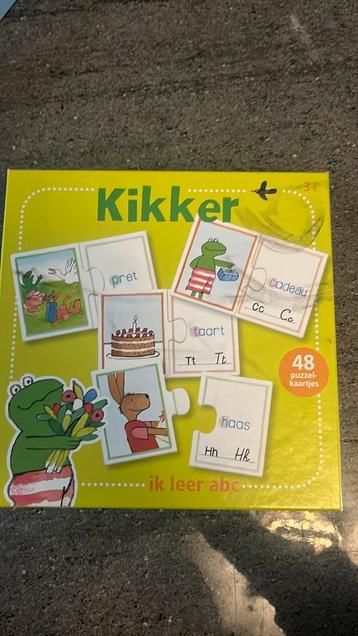 Kikker
3+
pret
cadeau
Cc Cc
taart
Tt Tt
48
puzzel-
kaartjes
haas
Hh Hh
ik leer abc